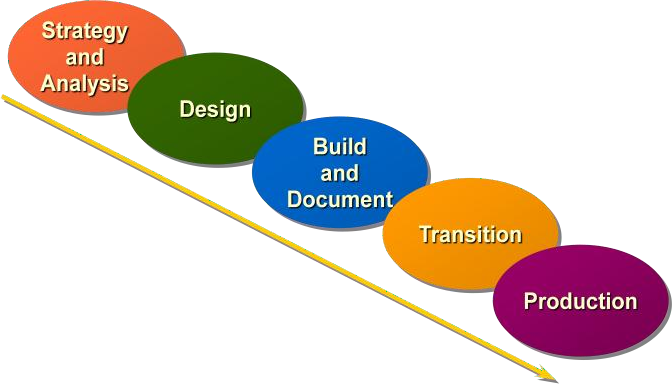 Strategy
and
Analysis
Design
Build
and
Document
Transition
Production